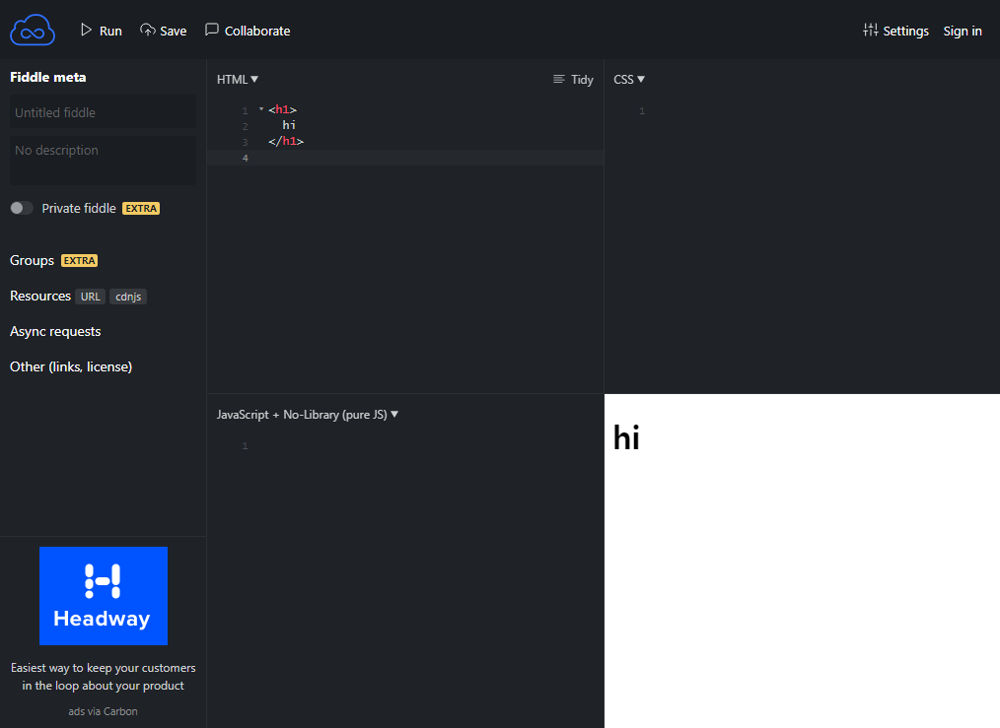 Run Save Collaborate Settings Sign in
Fiddle meta
Untitled fiddle
No description
Private fiddle EXTRA
Groups EXTRA
Resources URL cdnjs
Async requests
Other (links, license)
Headway
Easiest way to keep your customers
in the loop about your product
ads via Carbon
HTML ▼ Tidy
1 <h1>
2 hi
3 </h1>
4
CSS ▼
1
JavaScript + No-Library (pure JS) ▼
1
hi